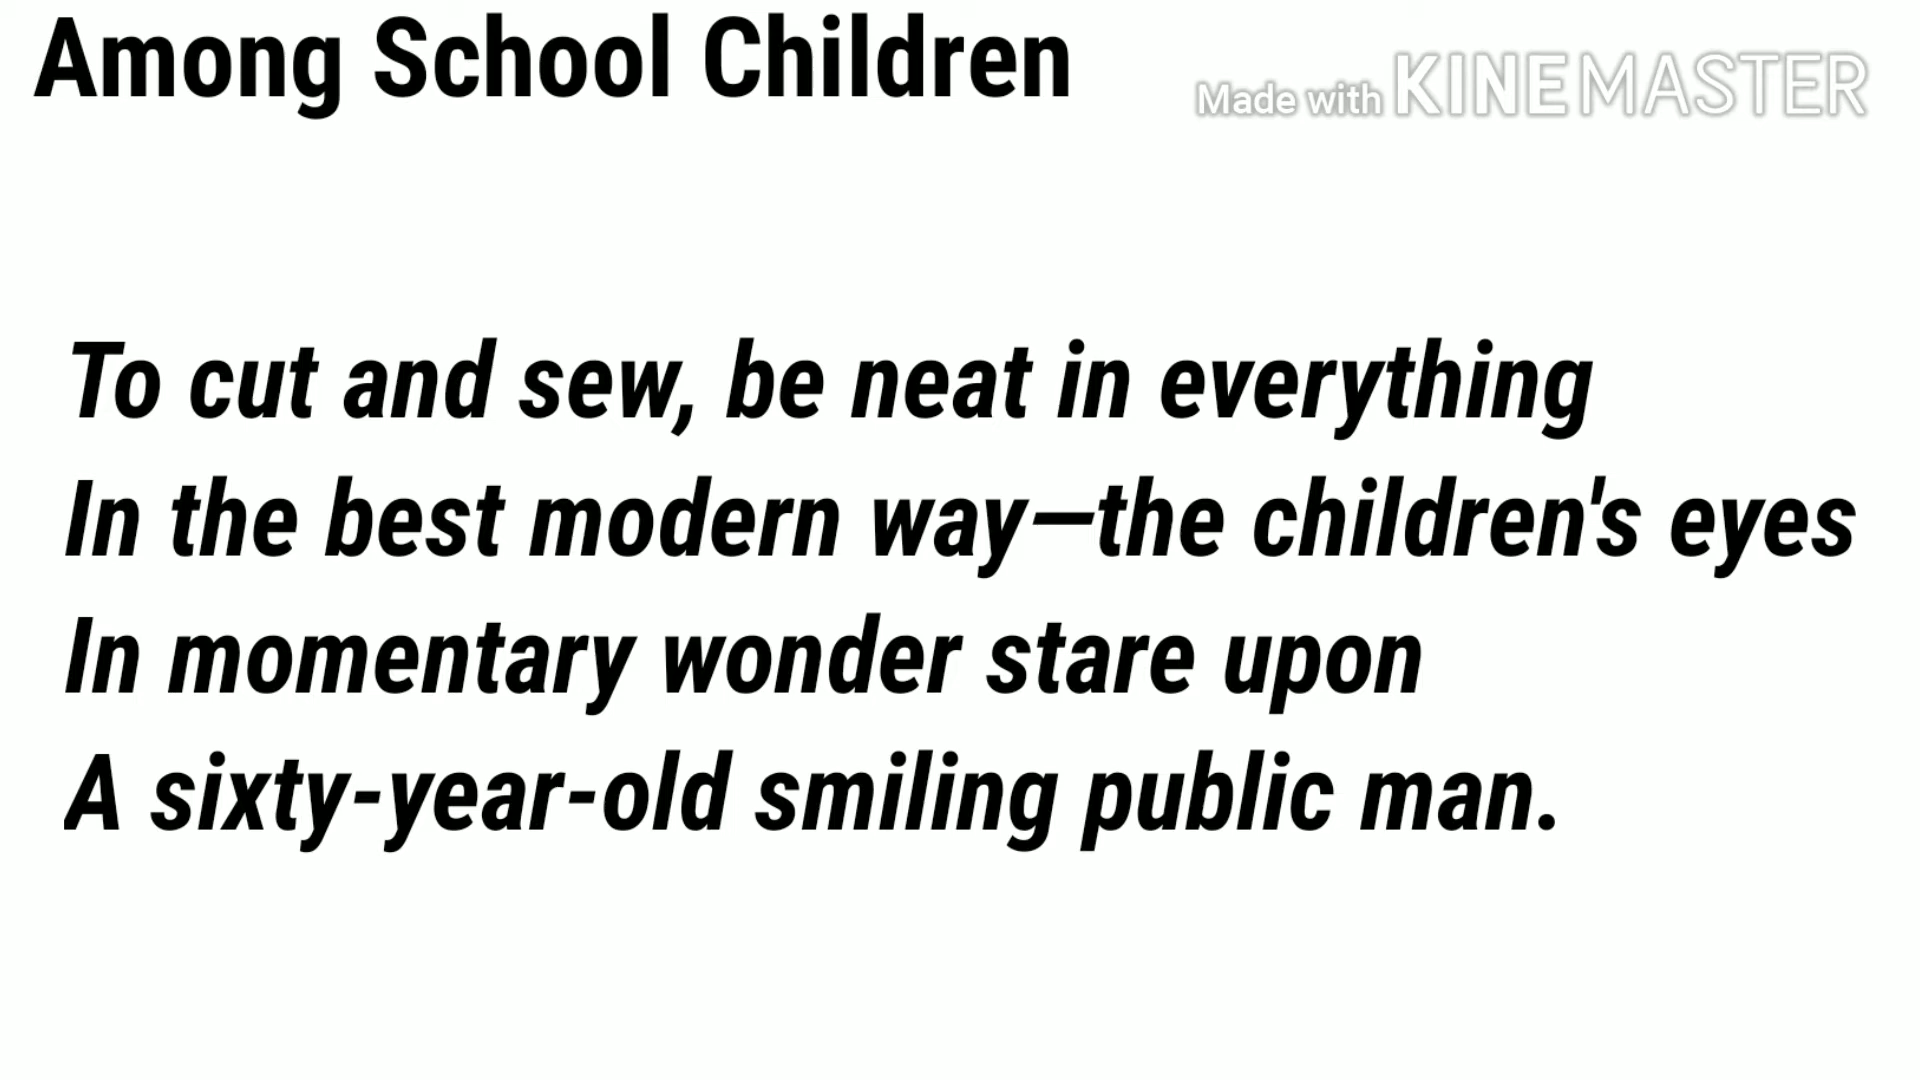 Among School Children
Made with KINEMASTER
To cut and sew, be neat in everything
In the best modern way—the children's eyes
In momentary wonder stare upon
A sixty-year-old smiling public man.